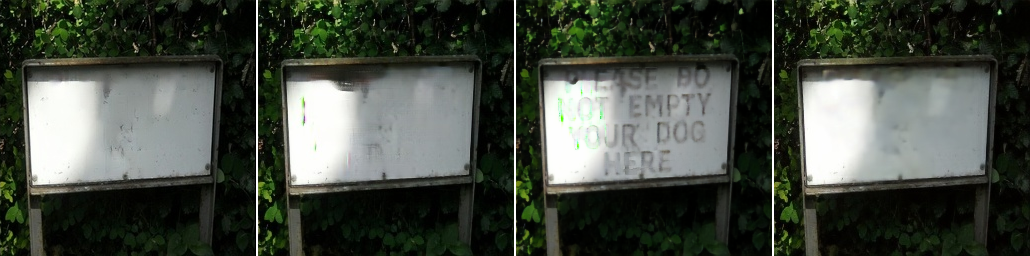 PLEASE DO
NOT EMPTY
YOUR DOG
HERE